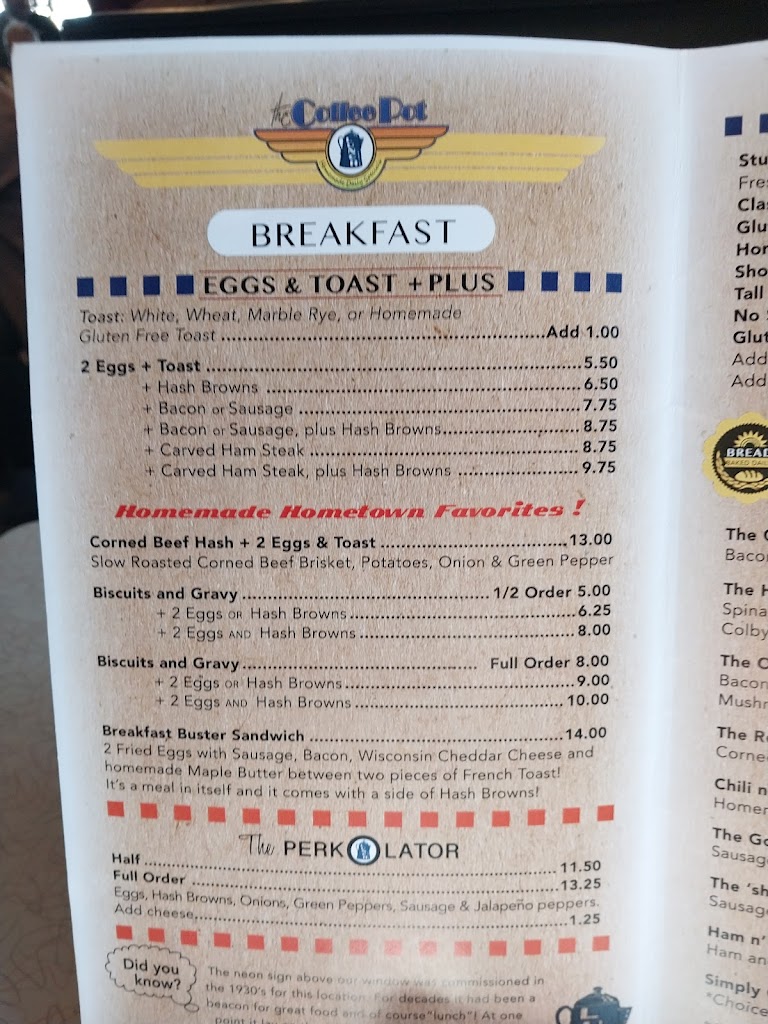 the Coffee Pot
BREAKFAST
EGGS & TOAST + PLUS
Toast: White, Wheat, Marble Rye, or Homemade
Gluten Free Toast ..... Add 1.00
2 Eggs + Toast ..... 5.50
+ Hash Browns ..... 6.50
+ Bacon or Sausage ..... 7.75
+ Bacon or Sausage, plus Hash Browns ..... 8.75
+ Carved Ham Steak ..... 8.75
+ Carved Ham Steak, plus Hash Browns ..... 9.75
Homemade Hometown Favorites !
Corned Beef Hash + 2 Eggs & Toast ..... 13.00
Slow Roasted Corned Beef Brisket, Potatoes, Onion & Green Pepper
Biscuits and Gravy ..... 1/2 Order 5.00
+ 2 Eggs OR Hash Browns ..... 6.25
+ 2 Eggs AND Hash Browns ..... 8.00
Biscuits and Gravy ..... Full Order 8.00
+ 2 Eggs OR Hash Browns ..... 9.00
+ 2 Eggs AND Hash Browns ..... 10.00
Breakfast Buster Sandwich ..... 14.00
2 Fried Eggs with Sausage, Bacon, Wisconsin Cheddar Cheese and
homemade Maple Butter between two pieces of French Toast!
It's a meal in itself and it comes with a side of Hash Browns!
The PERKOLATOR
Half ..... 11.50
Full Order ..... 13.25
Eggs, Hash Browns, Onions, Green Peppers, Sausage & Jalapeño peppers.
Add cheese ..... 1.25
Did you
know?
The neon sign above our window was commissioned in
the 1930's for this location. For decades it had been a
beacon for great food and of course "lunch"! At one
point it
Stu
Fre
Cla
Glu
Hor
Sho
Tall
No
Glut
Add
Add
BREAD
BAKED DAIL
The
Bacon
The H
Spina
Colby
The C
Bacon
Mushr
The R
Corne
Chili n
Homer
The Go
Sausag
The 'sh
Sausag
Ham n'
Ham an
Simply
"Choice